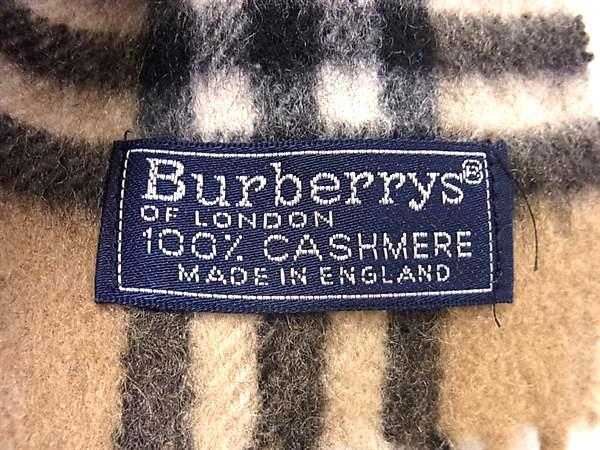 Burberrys®
OF LONDON
100% CASHMERE
MADE IN ENGLAND